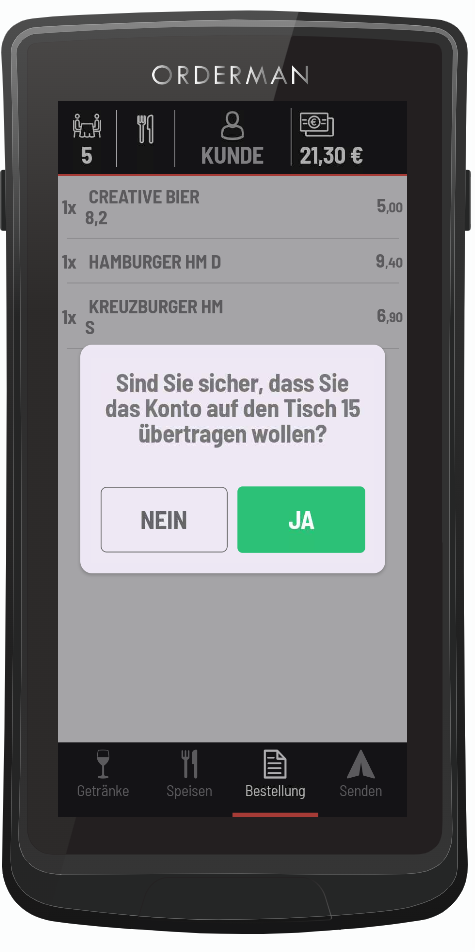 ORDERMAN
5
KUNDE
21,30 €
1x CREATIVE BIER 8,2 5,00
1x HAMBURGER HM D 9,40
1x KREUZBURGER HM S 6,90
Sind Sie sicher, dass Sie
das Konto auf den Tisch 15
übertragen wollen?
NEIN
JA
Getränke
Speisen
Bestellung
Senden